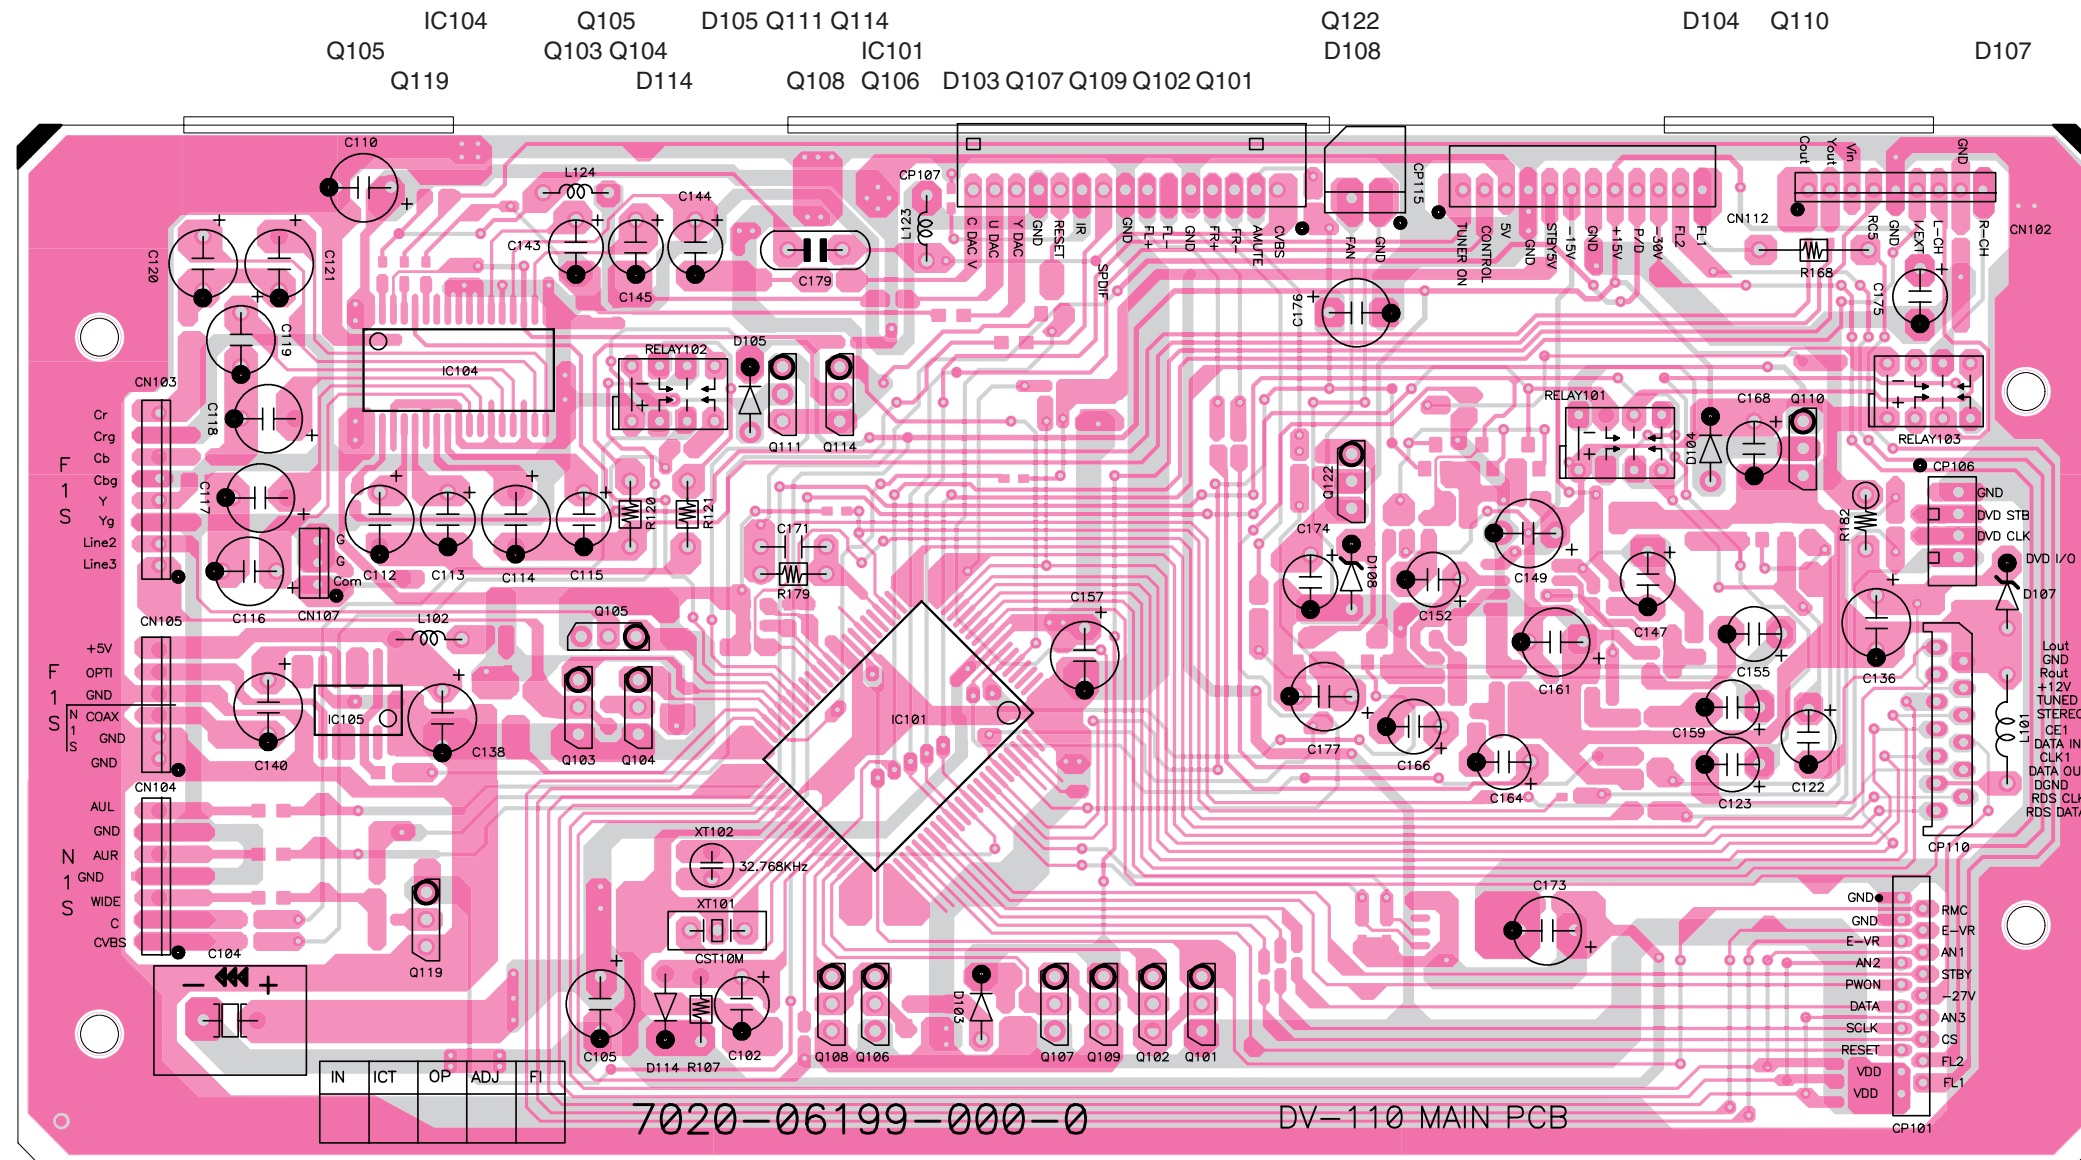 IC104 Q105 D105 Q111 Q114 Q122 D104 Q110
Q105 Q103 Q104 IC101 D108 D107
Q119 D114 Q108 Q106 D103 Q107 Q109 Q102 Q101
C110
L124
C144
C143
C145
C179
CP107
L123
C DAC V
U DAC
Y DAC
GND
RESET
IR
SPDIF
GND
FL+
FL-
GND
FR+
FR-
AMUTE
CVBS
CP115
FAN
GND
C176
TUNER ON
CONTROL
5V
GND
STBY5V
-15V
GND
+15V
P/D
-30V
FL2
FL1
CN112
Cout
Yout
Vin
GND
RC5
GND
I/EXT
L-CH
R-CH
CN102
R168
C175
C120
C121
C119
C118
C117
C116
IC104
RELAY102
D105
Q111
Q114
RELAY101
D104
C168
Q110
RELAY103
CN103
Cr
Crg
Cb
Cbg
Y
Yg
Line2
Line3
F1S
G
G
Com
CN107
C112
C113
C114
C115
R120
R121
C171
R179
Q122
C174
D108
C152
C149
C147
R182
CP106
GND
DVD STB
DVD CLK
DVD I/O
D107
CN105
+5V
OPTI
GND
COAX
GND
GND
F1S
N1S
L102
Q105
C157
C140
IC105
C138
Q103
Q104
IC101
C177
C166
C161
C164
C155
C159
C123
C122
C136
L101
Lout
GND
Rout
+12V
TUNED
STEREO
CE1
DATA IN
CLK1
DATA OU
DGND
RDS CLK
RDS DATA
CP110
CN104
AUL
GND
AUR
GND
WIDE
C
CVBS
N1S
XT102
32.768KHz
XT101
CST10M
Q119
C104
- +
C105
D114
R107
C102
Q108
Q106
D103
Q107
Q109
Q102
Q101
C173
GND
GND
E-VR
AN2
PWON
DATA
SCLK
RESET
VDD
VDD
RMC
E-VR
AN1
STBY
-27V
AN3
CS
FL2
FL1
CP101
IN ICT OP ADJ FI
7020-06199-000-0 DV-110 MAIN PCB